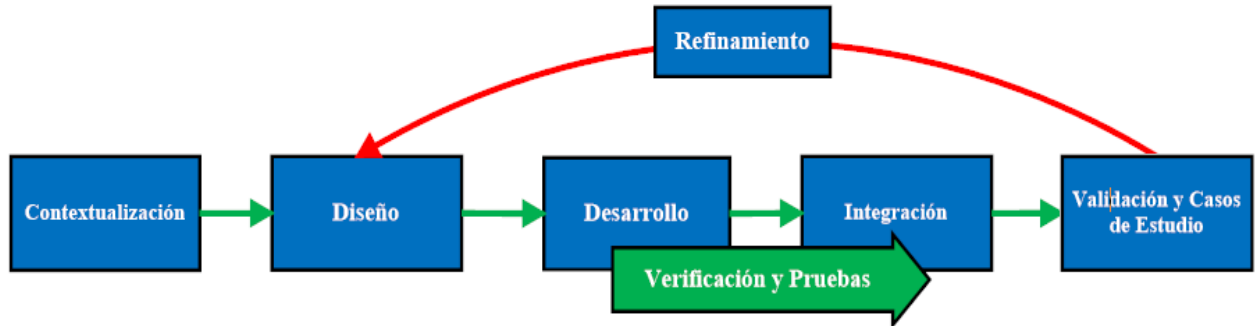 Refinamiento
Contextualización
Diseño
Desarrollo
Integración
Validación y Casos
de Estudio
Verificación y Pruebas